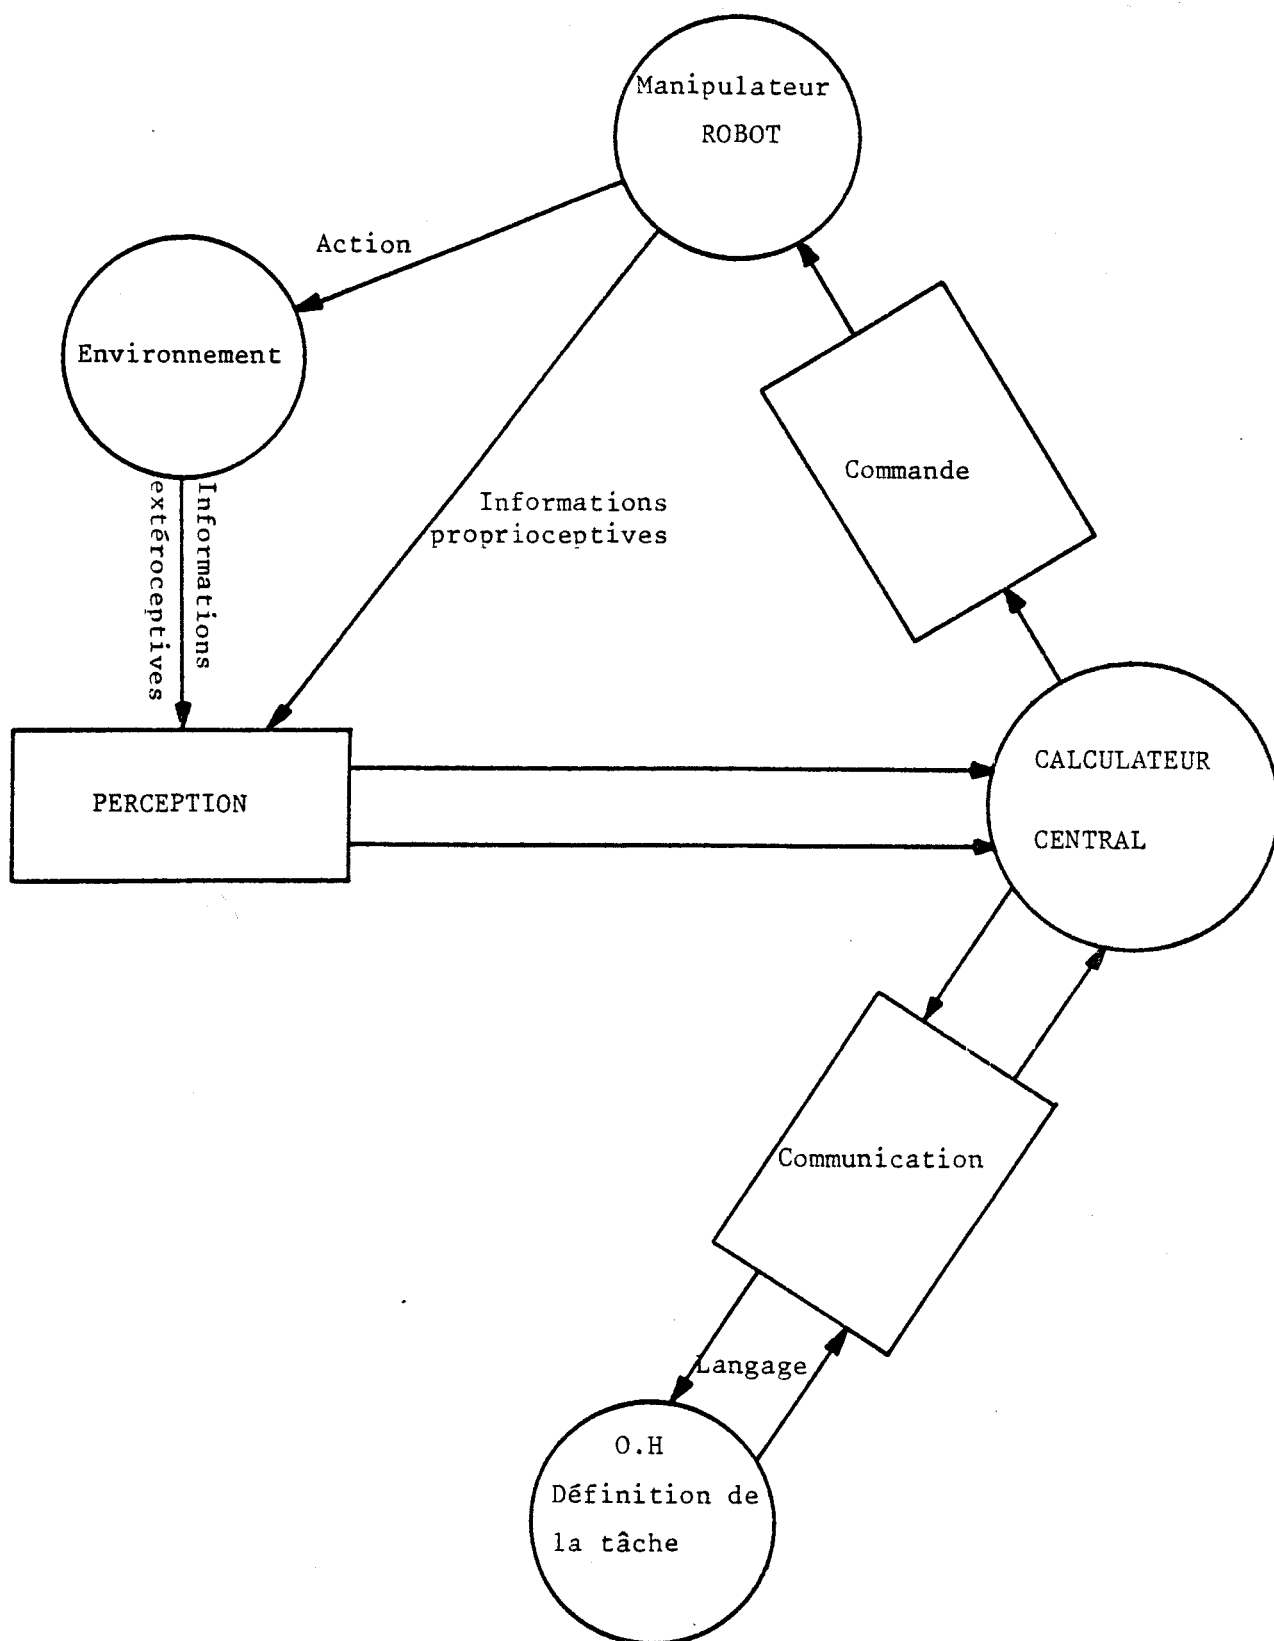 Manipulateur
ROBOT
Action
Environnement
Commande
Informations
proprioceptives
Informations
extéroceptives
CALCULATEUR
PERCEPTION
CENTRAL
Communication
Langage
O.H
Définition de
la tâche